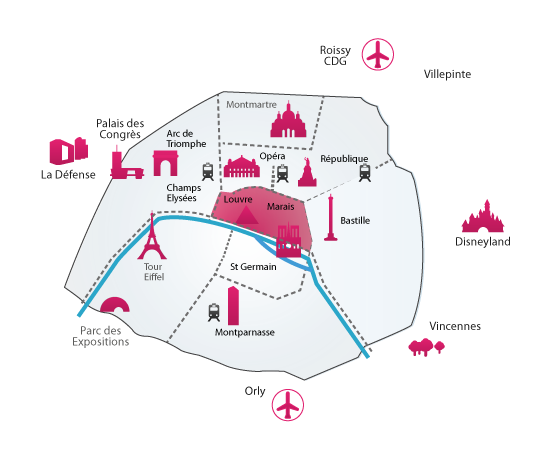 Roissy
CDG
Villepinte
Montmartre
Palais des
Congrès
Arc de
Triomphe
La Défense
Opéra
République
Champ
Elysées
Louvre
Marais
Bastille
Disneyland
Tour
Eiffel
St Germain
Parc des
Expositions
Montparnasse
Vincennes
Orly